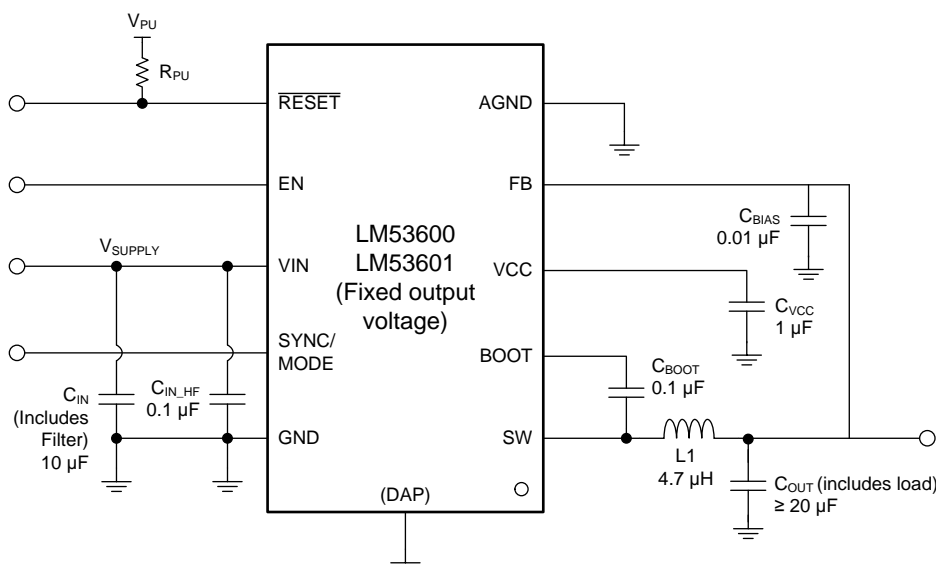 VPU
RPU
RESET
AGND
EN
FB
CBIAS
0.01 µF
VSUPPLY
VIN
LM53600
LM53601
(Fixed output
voltage)
VCC
CVCC
1 µF
SYNC/
MODE
BOOT
CBOOT
0.1 µF
CIN
(Includes
Filter)
10 µF
CIN_HF
0.1 µF
GND
SW
L1
4.7 µH
COUT (includes load)
≥ 20 µF
(DAP)